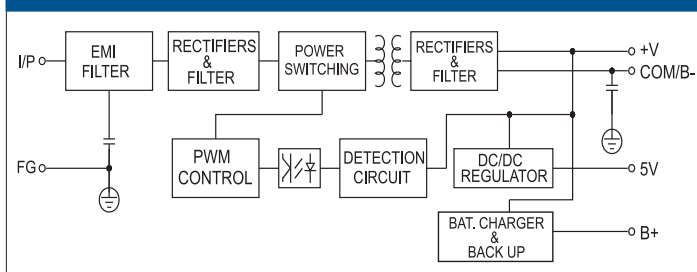 I/P
EMI
FILTER
RECTIFIERS
&
FILTER
POWER
SWITCHING
RECTIFIERS
&
FILTER
+V
COM/B-
FG
PWM
CONTROL
DETECTION
CIRCUIT
DC/DC
REGULATOR
5V
BAT. CHARGER
&
BACK UP
B+